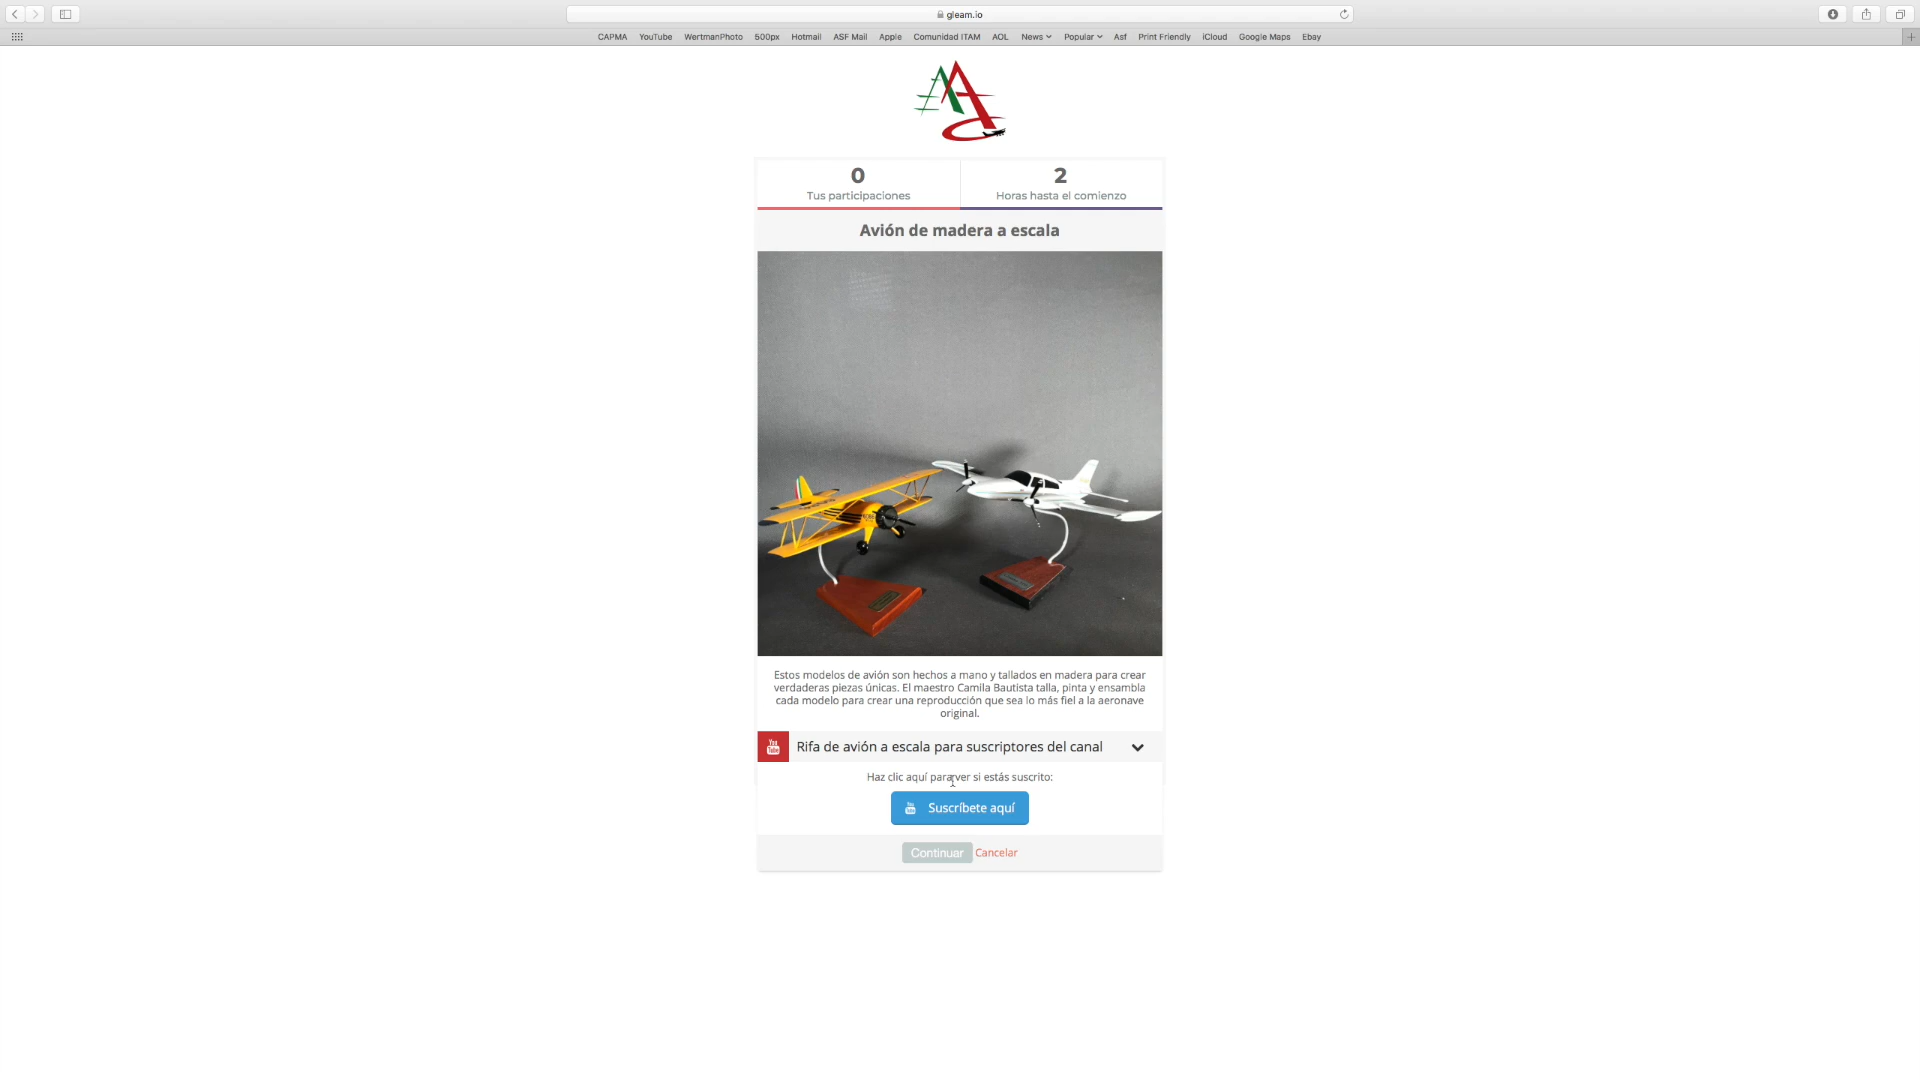 gleam.io
CAPMA YouTube WertmanPhoto 500px Hotmail ASF Mail Apple Comunidad ITAM AOL News Popular Asf Print Friendly iCloud Google Maps Ebay
0
Tus participaciones
2
Horas hasta el comienzo
Avión de madera a escala
Estos modelos de avión son hechos a mano y tallados en madera para crear
verdaderas piezas únicas. El maestro Camila Bautista talla, pinta y ensambla
cada modelo para crear una reproducción que sea lo más fiel a la aeronave
original.
You Tube
Rifa de avión a escala para suscriptores del canal
Haz clic aquí para ver si estás suscrito:
Suscríbete aquí
Continuar Cancelar